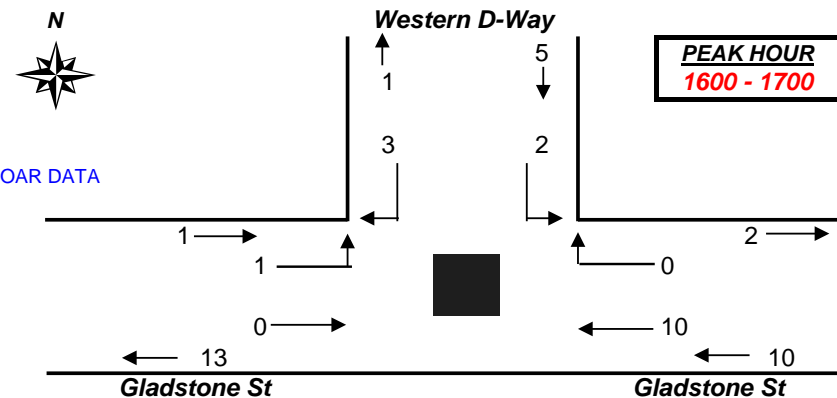 N
Western D-Way
PEAK HOUR
1600 - 1700
1
5
3
2
OAR DATA
1
2
1
0
0
10
13
10
Gladstone St
Gladstone St